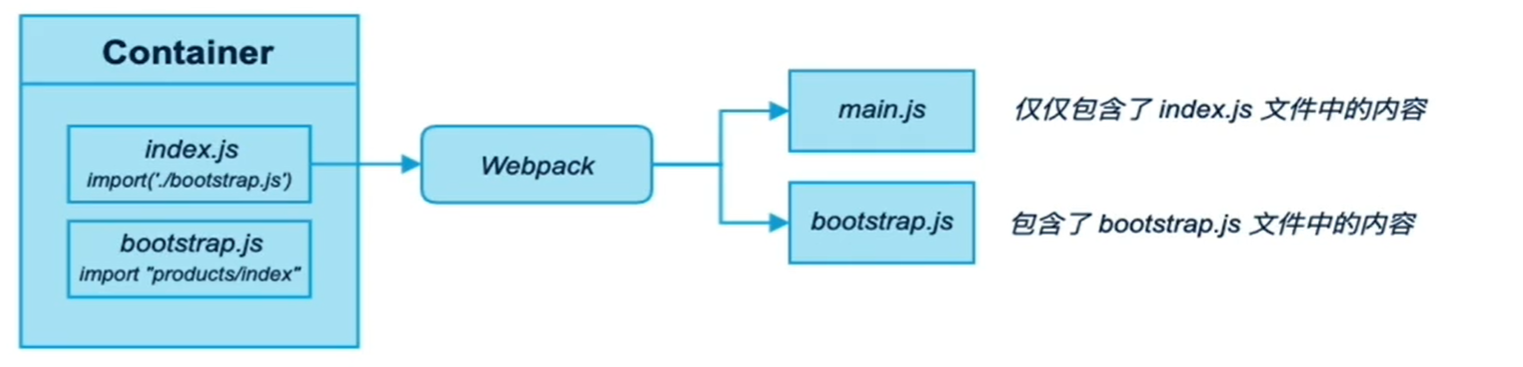 Container
index.js
import('./bootstrap.js')
bootstrap.js
import "products/index"
Webpack
main.js
仅仅包含了 index.js 文件中的内容
bootstrap.js
包含了 bootstrap.js 文件中的内容